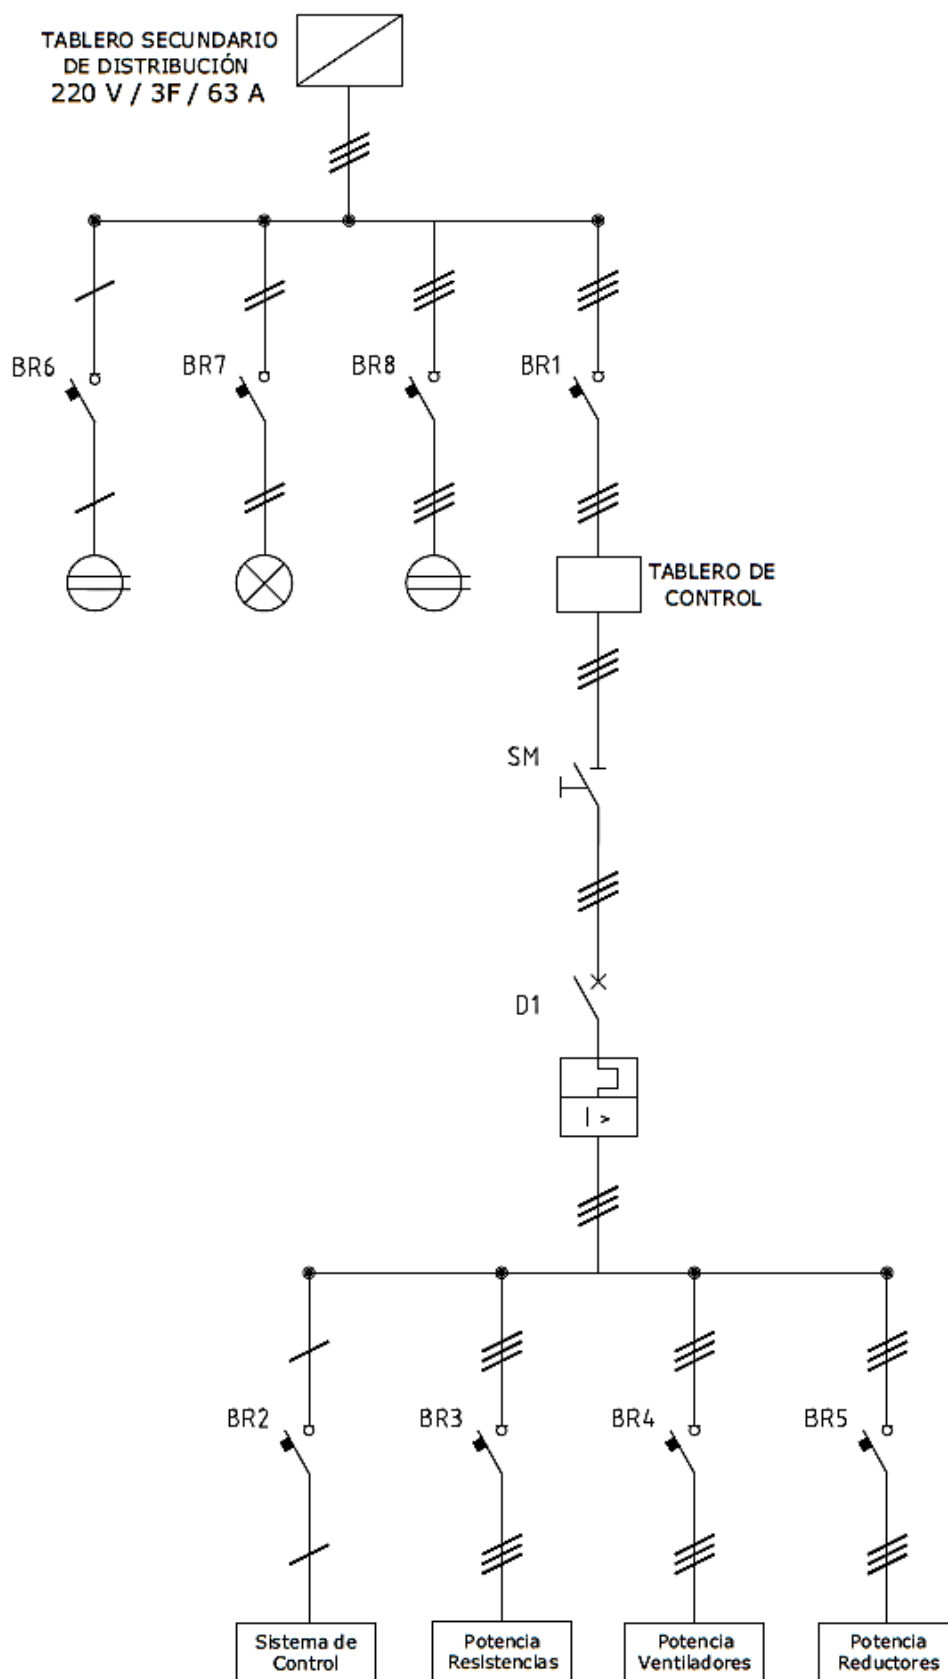 TABLERO SECUNDARIO
DE DISTRIBUCIÓN
220 V / 3F / 63 A
BR6
BR7
BR8
BR1
TABLERO DE
CONTROL
SM
D1
I >
BR2
BR3
BR4
BR5
Sistema de
Control
Potencia
Resistencias
Potencia
Ventiladores
Potencia
Reductores